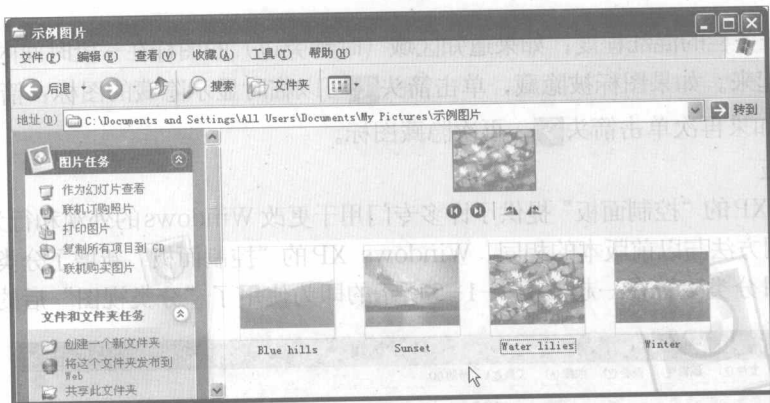 示例图片
文件(F) 编辑(E) 查看(V) 收藏(A) 工具(T) 帮助(H)
后退 搜索 文件夹
地址(D) C:\Documents and Settings\All Users\Documents\My Pictures\示例图片 转到
图片任务
作为幻灯片查看
联机订购照片
打印图片
复制所有项目到 CD
联机购买图片
文件和文件夹任务
创建一个新文件夹
将这个文件夹发布到
Web
共享此文件夹
Blue hills Sunset Water lilies Winter